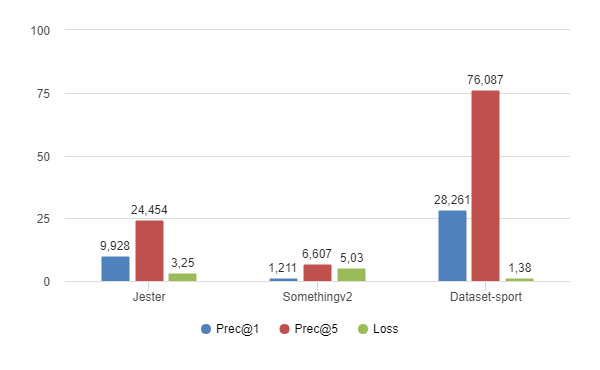 100
75
50
25
0
9,928
24,454
3,25
1,211
6,607
5,03
28,261
76,087
1,38
Jester
Somethingv2
Dataset-sport
Prec@1
Prec@5
Loss